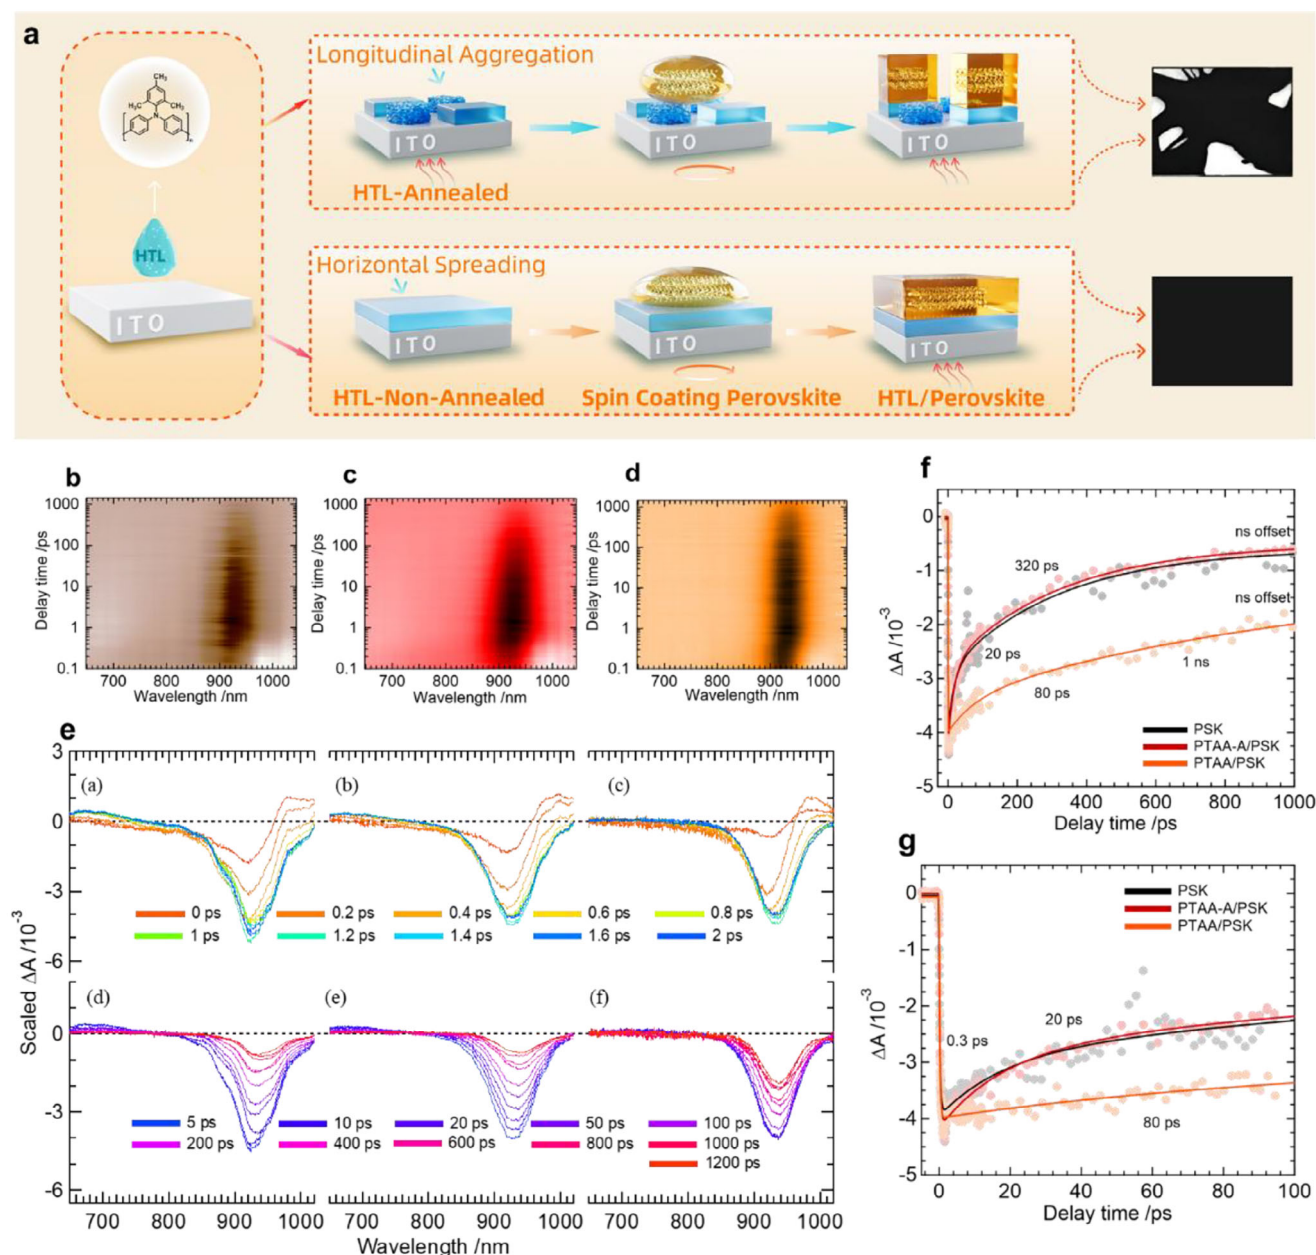 a
Longitudinal Aggregation
CH₃
H₃C
CH₃
N
n
HTL
ITO
ITO
ITO
ITO
HTL-Annealed
Horizontal Spreading
ITO
ITO
ITO
HTL-Non-Annealed
Spin Coating Perovskite
HTL/Perovskite
b
Delay time /ps
1000
100
10
1
0.1
700 800 900 1000
Wavelength /nm
c
Delay time /ps
1000
100
10
1
0.1
700 800 900 1000
Wavelength /nm
d
Delay time /ps
1000
100
10
1
0.1
700 800 900 1000
Wavelength /nm
e
Scaled ΔA /10⁻³
3
0
-3
-6
(a)
(b)
(c)
0 ps 0.2 ps 0.4 ps 0.6 ps 0.8 ps
1 ps 1.2 ps 1.4 ps 1.6 ps 2 ps
0
-3
-6
(d)
(e)
(f)
5 ps 10 ps 20 ps 50 ps 100 ps
200 ps 400 ps 600 ps 800 ps 1000 ps
1200 ps
700 800 900 1000
700 800 900 1000
700 800 900 1000
Wavelength /nm
f
ΔA /10⁻³
0
-1
-2
-3
-4
-5
ns offset
320 ps
ns offset
20 ps
1 ns
80 ps
PSK
PTAA-A/PSK
PTAA/PSK
0 200 400 600 800 1000
Delay time /ps
g
ΔA /10⁻³
0
-1
-2
-3
-4
-5
PSK
PTAA-A/PSK
PTAA/PSK
0.3 ps
20 ps
80 ps
0 20 40 60 80 100
Delay time /ps